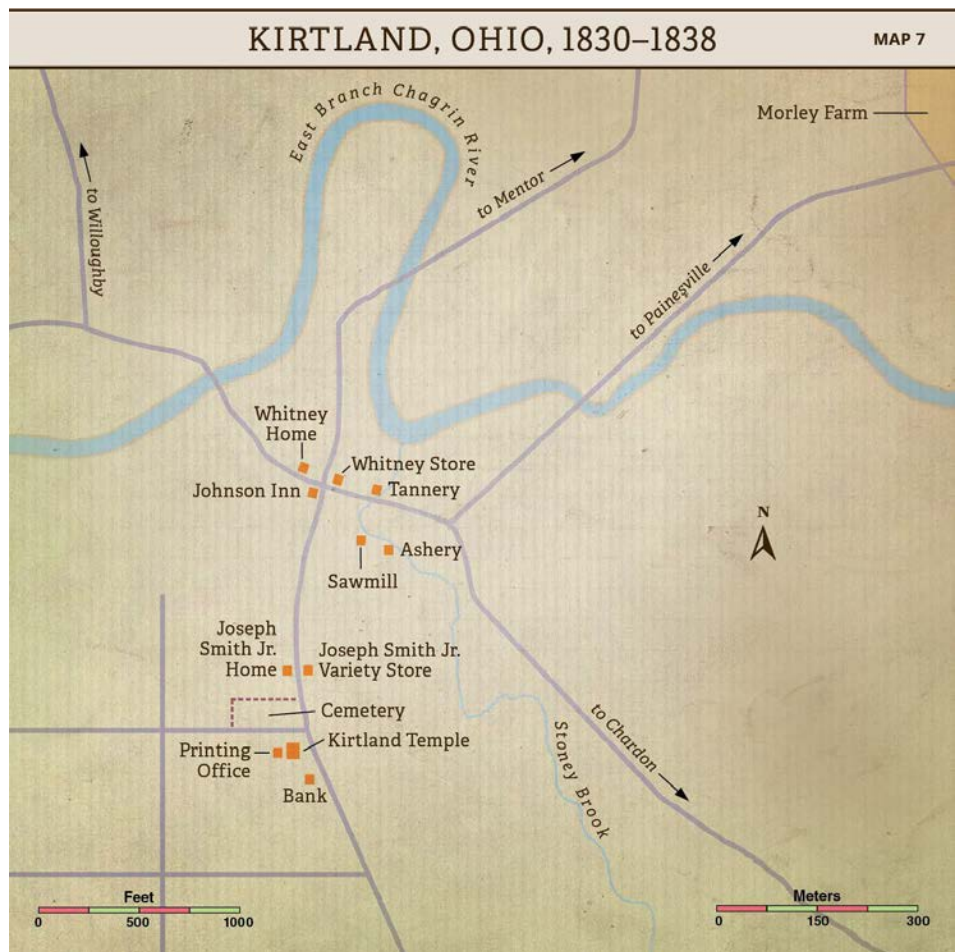 KIRTLAND, OHIO, 1830–1838
MAP 7
East Branch Chagrin River
Morley Farm
to Willoughby
to Mentor
to Painesville
Whitney
Home
Whitney Store
Johnson Inn
Tannery
N
Ashery
Sawmill
Joseph
Smith Jr.
Home
Joseph Smith Jr.
Variety Store
Cemetery
to Chardon
Kirtland Temple
Printing
Office
Bank
Stoney Brook
Feet
0 500 1000
Meters
0 150 300